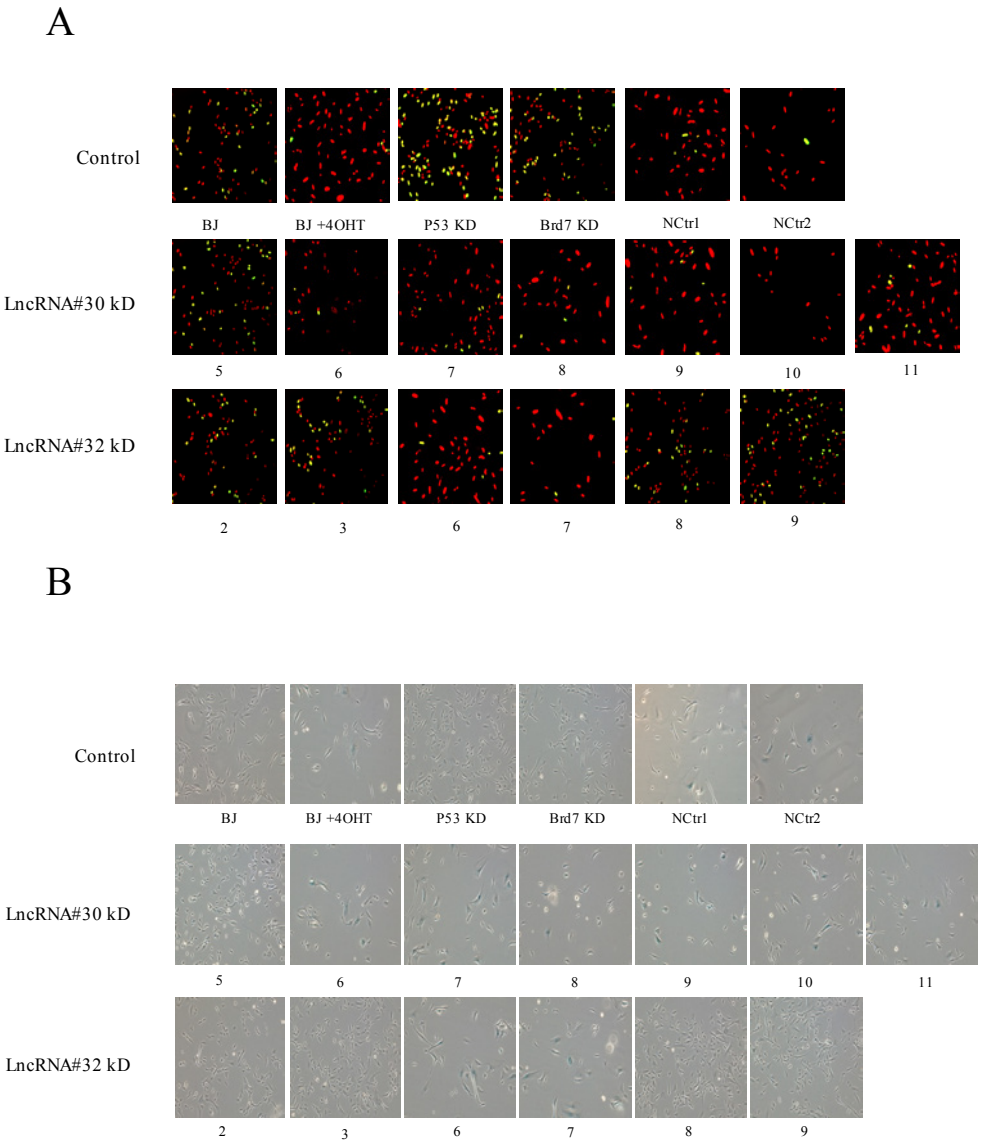 A
Control
BJ BJ +4OHT P53 KD Brd7 KD NCtrl NCtr2
LncRNA#30 kD
5 6 7 8 9 10 11
LncRNA#32 kD
2 3 6 7 8 9
B
Control
BJ BJ +4OHT P53 KD Brd7 KD NCtrl NCtr2
LncRNA#30 kD
5 6 7 8 9 10 11
LncRNA#32 kD
2 3 6 7 8 9